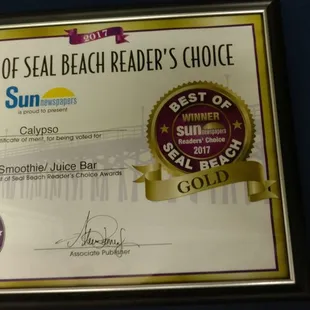 2017
OF SEAL BEACH READER'S CHOICE
Sun newspapers
is proud to present
Calypso
rtificate of merit, for being voted for
Smoothie/ Juice Bar
t of Seal Beach Reader's Choice Awards
Associate Publisher
BEST OF
WINNER
Sun newspapers
Readers' Choice
2017
SEAL BEACH
GOLD